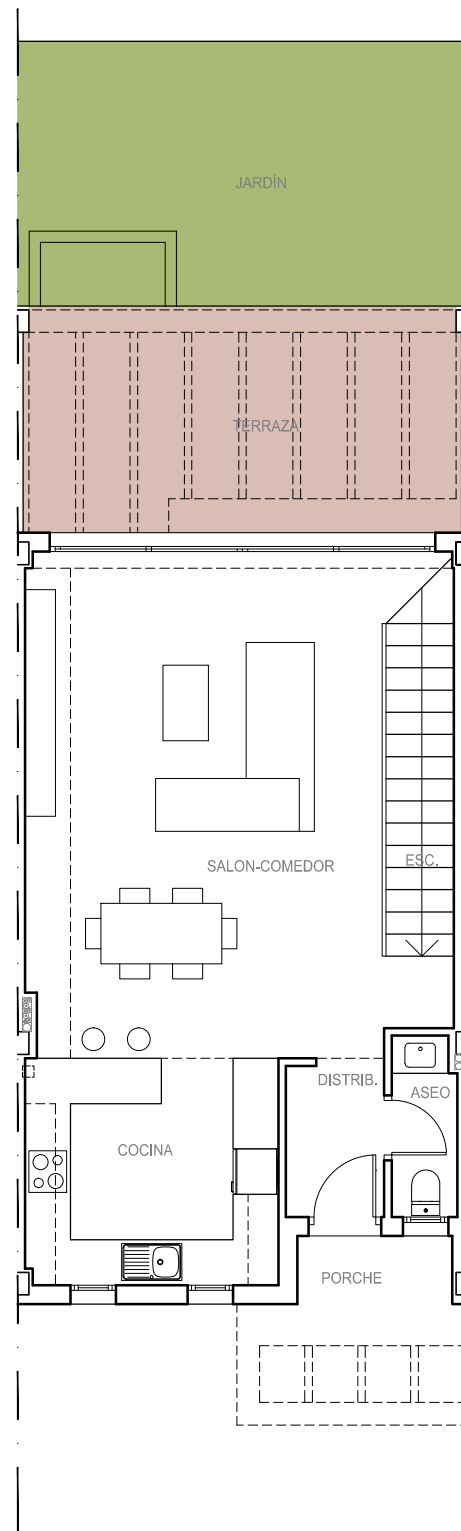 JARDÍN
TERRAZA
SALON-COMEDOR
ESC.
DISTRIB.
ASEO
COCINA
PORCHE